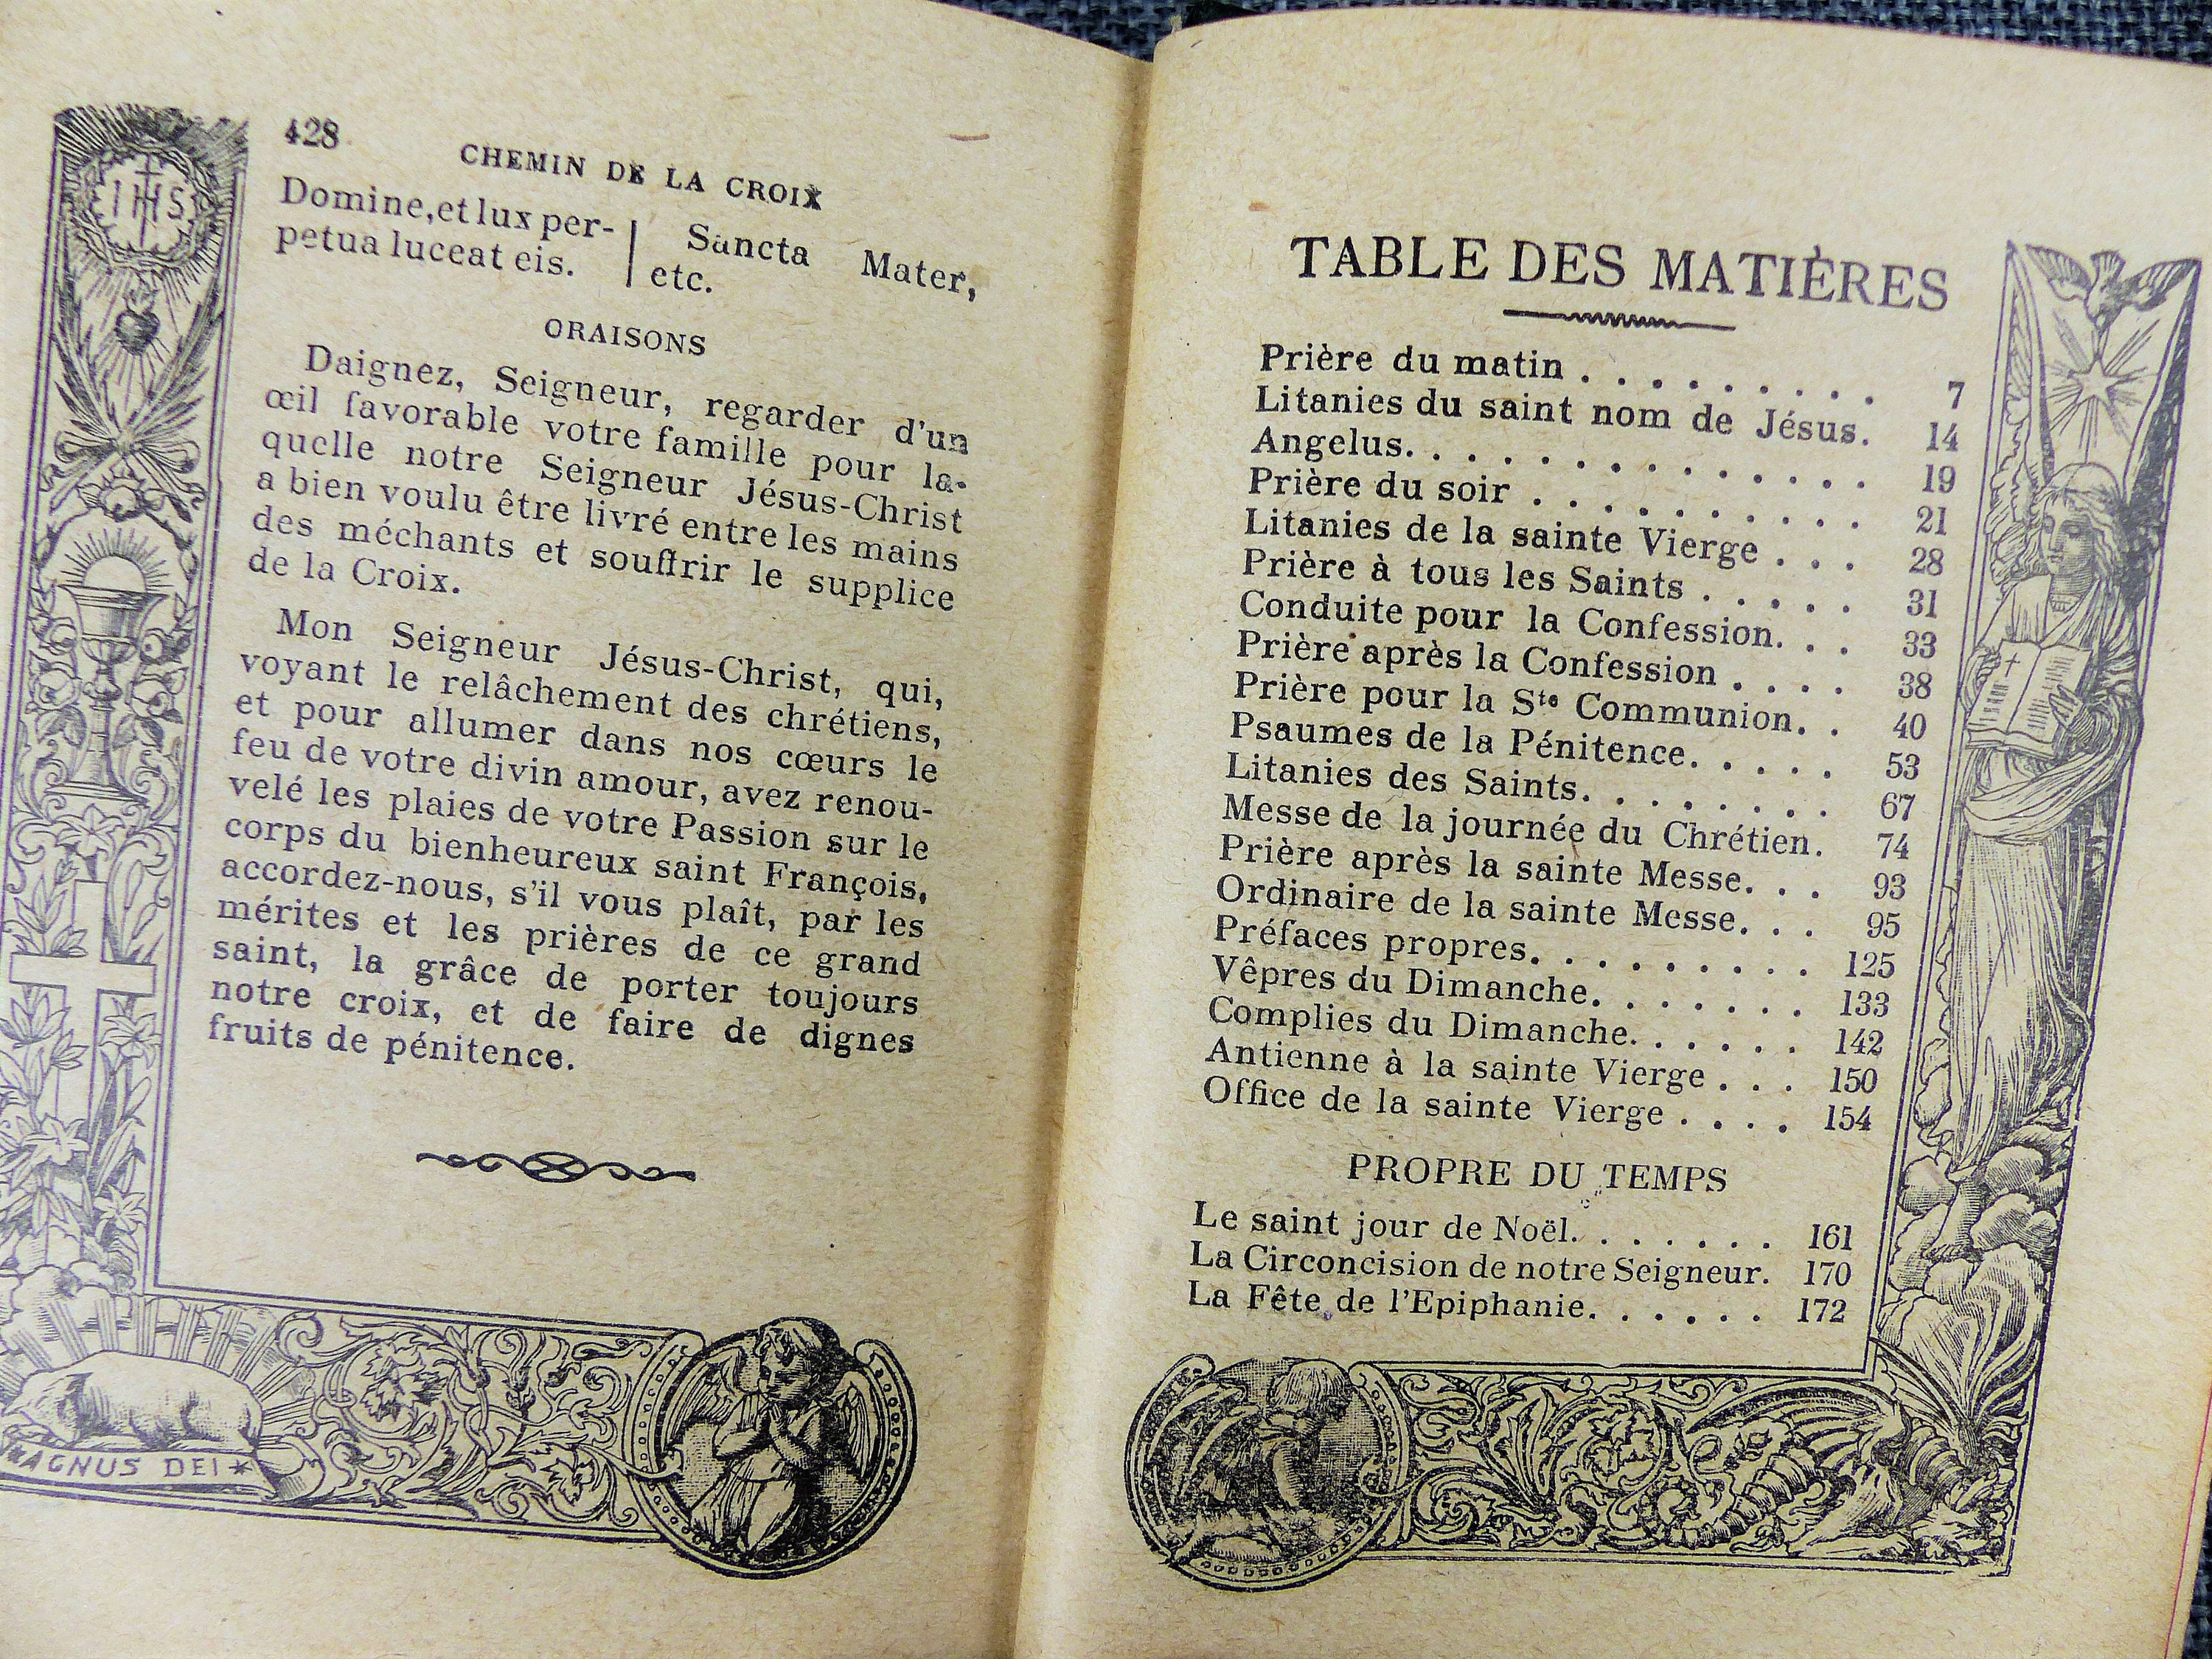 428
CHEMIN DE LA CROIX
Domine, et lux per-
petua luceat eis.
Sancta Mater,
etc.
ORAISONS
Daignez, Seigneur, regarder d'un
œil favorable votre famille pour la-
quelle notre Seigneur Jésus-Christ
a bien voulu être livré entre les mains
des méchants et souffrir le supplice
de la Croix.
Mon Seigneur Jésus-Christ, qui,
voyant le relâchement des chrétiens,
et pour allumer dans nos cœurs le
feu de votre divin amour, avez renou-
velé les plaies de votre Passion sur le
corps du bienheureux saint François,
accordez-nous, s'il vous plaît, par les
mérites et les prières de ce grand
saint, la grâce de porter toujours
notre croix, et de faire de dignes
fruits de pénitence.
IHS
AGNUS DEI
TABLE DES MATIÈRES
Prière du matin . . . . . . . . . 7
Litanies du saint nom de Jésus. 14
Angelus. . . . . . . . . . . . . . 19
Prière du soir . . . . . . . . . . 21
Litanies de la sainte Vierge . . . 28
Prière à tous les Saints . . . . . 31
Conduite pour la Confession. . . 33
Prière après la Confession . . . . 38
Prière pour la Ste Communion. . 40
Psaumes de la Pénitence. . . . . 53
Litanies des Saints. . . . . . . . 67
Messe de la journée du Chrétien. 74
Prière après la sainte Messe. . . 93
Ordinaire de la sainte Messe. . . 95
Préfaces propres. . . . . . . . . 125
Vêpres du Dimanche. . . . . . . 133
Complies du Dimanche. . . . . . 142
Antienne à la sainte Vierge . . . 150
Office de la sainte Vierge . . . . 154
PROPRE DU TEMPS
Le saint jour de Noël. . . . . . . 161
La Circoncision de notre Seigneur. 170
La Fête de l'Epiphanie. . . . . . 172